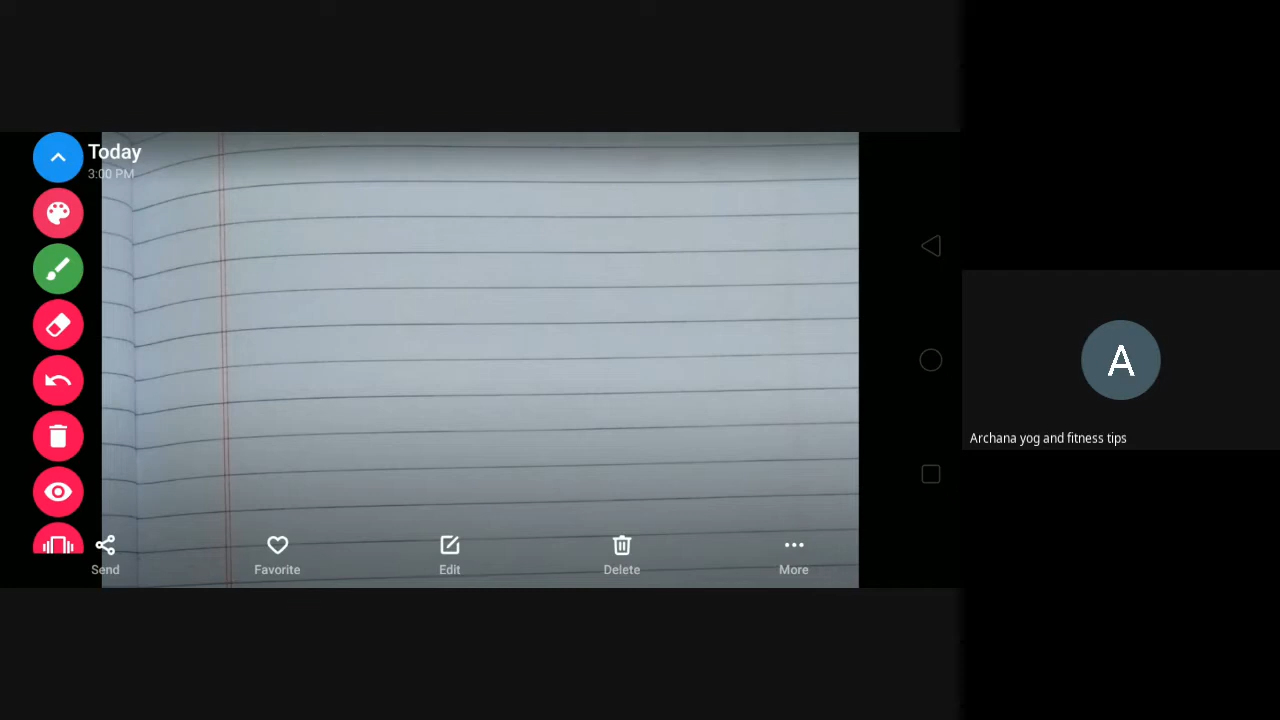 Today
3:00 PM
A
Archana yog and fitness tips
Send
Favorite
Edit
Delete
More